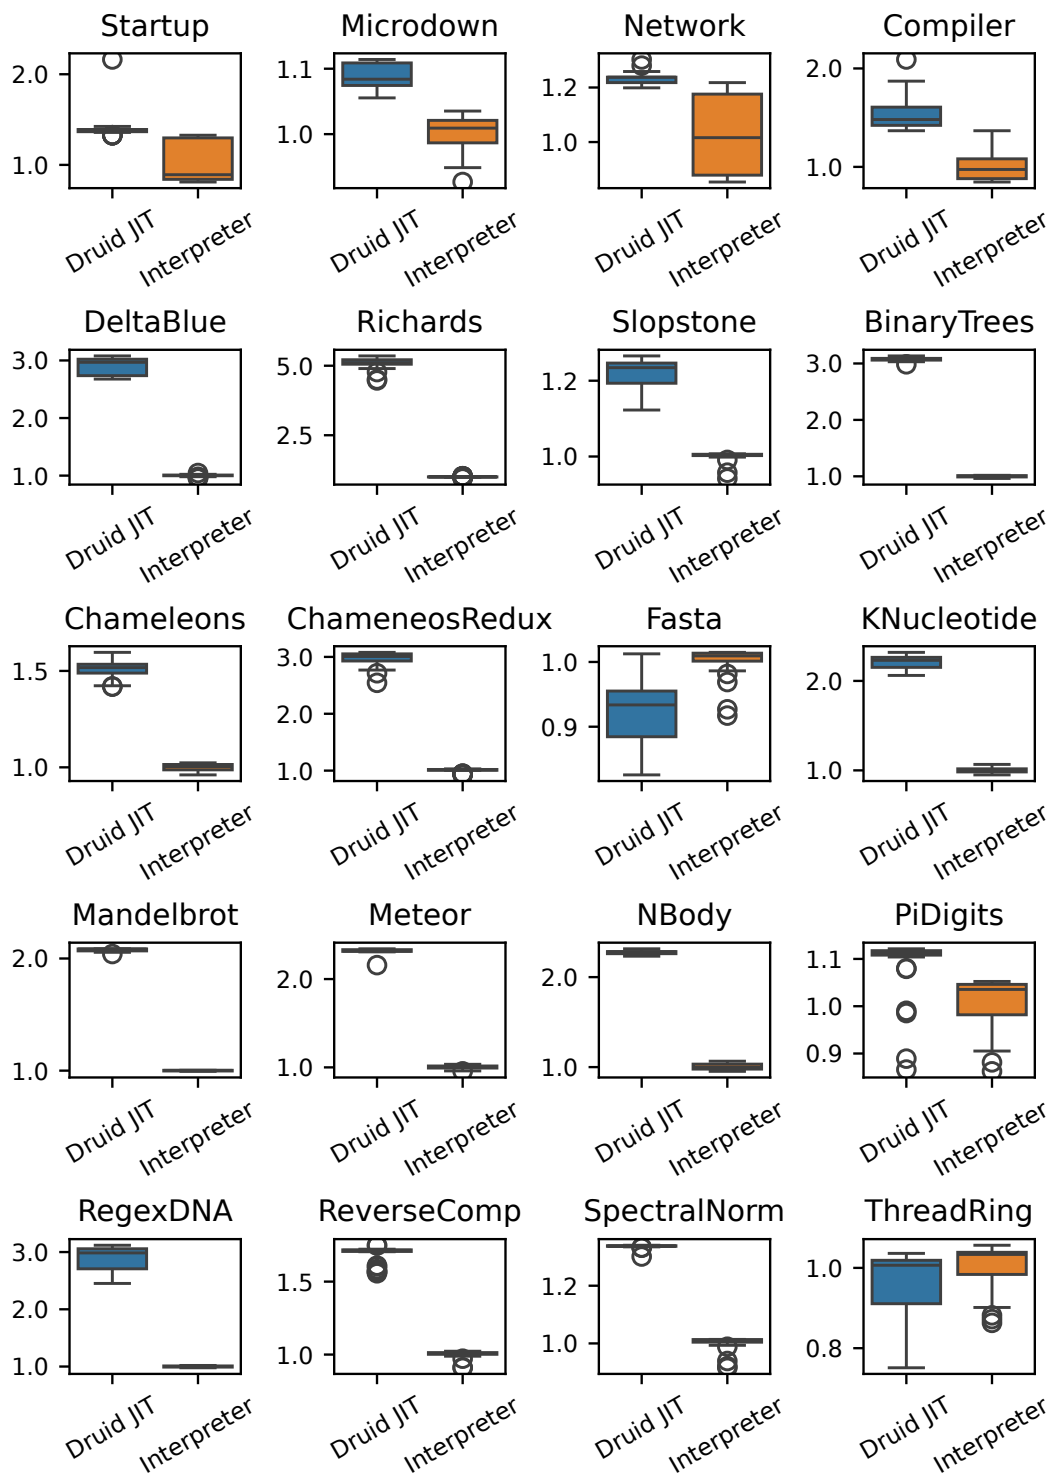 Startup Microdown Network Compiler
2.0 1.0 1.1 1.0 1.2 1.0 2.0 1.0
Druid JIT Interpreter Druid JIT Interpreter Druid JIT Interpreter Druid JIT Interpreter
DeltaBlue Richards Slopstone BinaryTrees
3.0 2.0 1.0 5.0 2.5 1.2 1.0 3.0 2.0 1.0
Druid JIT Interpreter Druid JIT Interpreter Druid JIT Interpreter Druid JIT Interpreter
Chameleons ChameneosRedux Fasta KNucleotide
1.5 1.0 3.0 2.0 1.0 1.0 0.9 2.0 1.0
Druid JIT Interpreter Druid JIT Interpreter Druid JIT Interpreter Druid JIT Interpreter
Mandelbrot Meteor NBody PiDigits
2.0 1.0 2.0 1.0 2.0 1.0 1.1 1.0 0.9
Druid JIT Interpreter Druid JIT Interpreter Druid JIT Interpreter Druid JIT Interpreter
RegexDNA ReverseComp SpectralNorm ThreadRing
3.0 2.0 1.0 1.5 1.0 1.2 1.0 1.0 0.8
Druid JIT Interpreter Druid JIT Interpreter Druid JIT Interpreter Druid JIT Interpreter